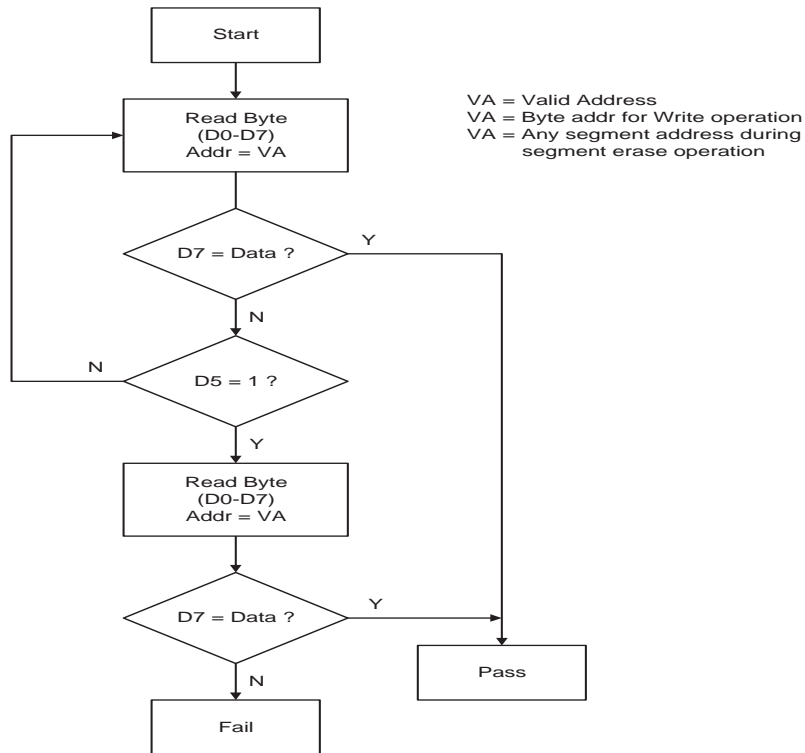 Start
Read Byte
(D0-D7)
Addr = VA
VA = Valid Address
VA = Byte addr for Write operation
VA = Any segment address during
segment erase operation
D7 = Data ?
Y
N
D5 = 1 ?
N
Y
Read Byte
(D0-D7)
Addr = VA
D7 = Data ?
Y
N
Pass
Fail